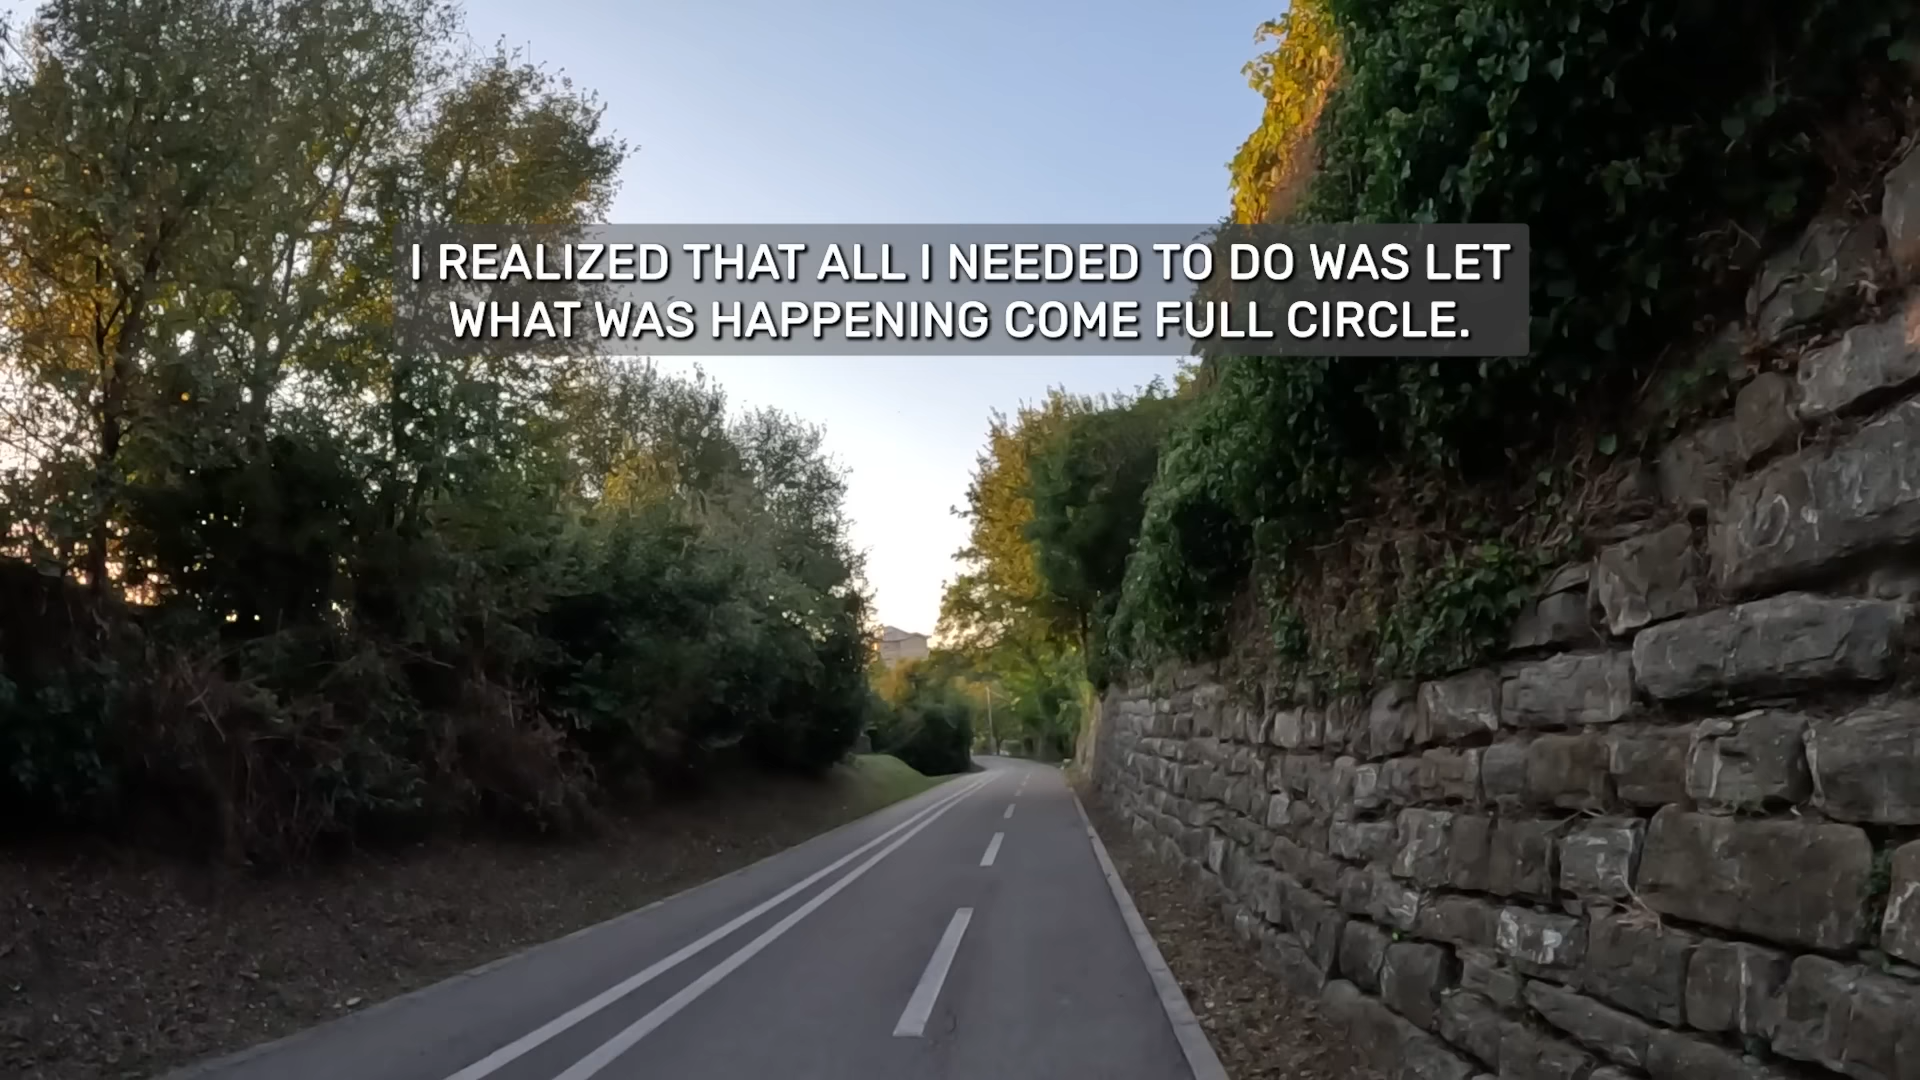 I REALIZED THAT ALL I NEEDED TO DO WAS LET
WHAT WAS HAPPENING COME FULL CIRCLE.